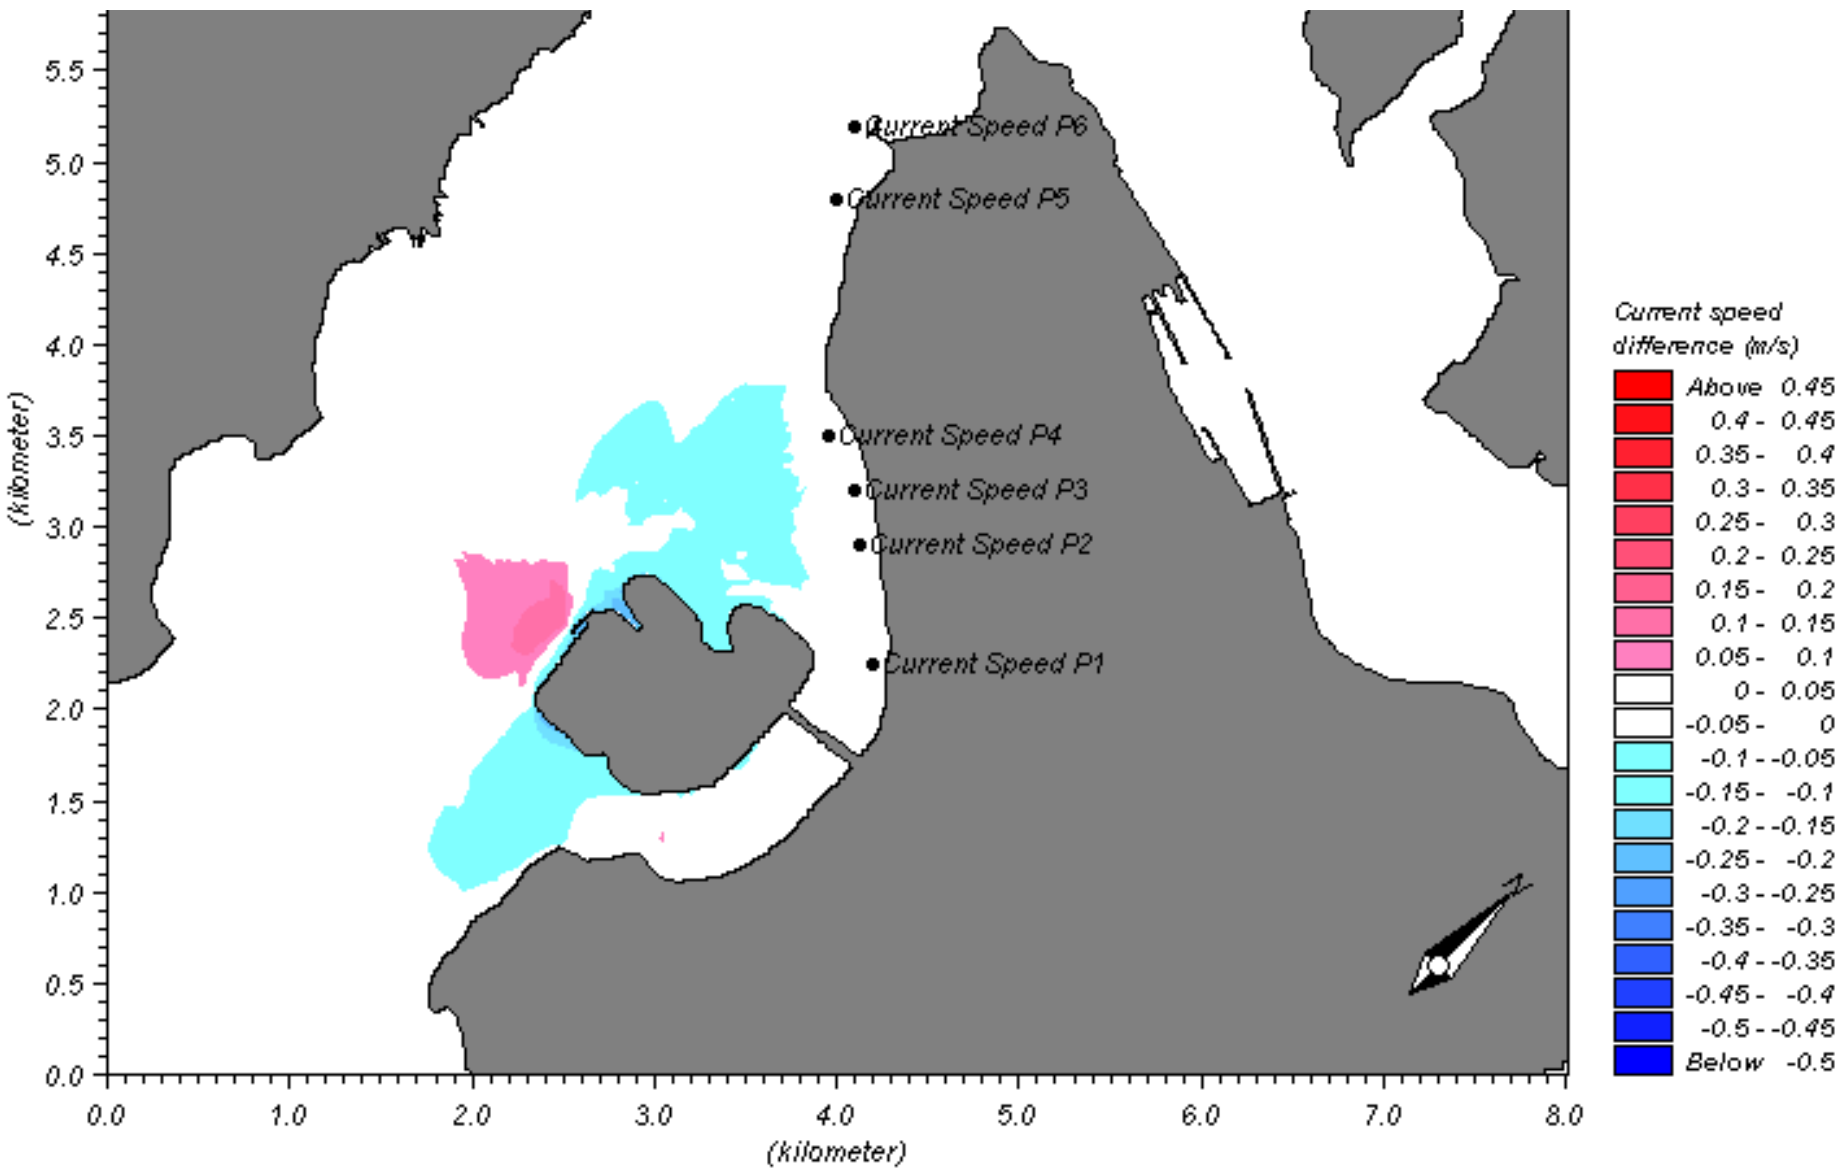 5.5
5.0
4.5
4.0
3.5
3.0
2.5
2.0
1.5
1.0
0.5
0.0
(kilometer)
0.0 1.0 2.0 3.0 4.0 5.0 6.0 7.0 8.0
(kilometer)
Current Speed P6
Current Speed P5
Current Speed P4
Current Speed P3
Current Speed P2
Current Speed P1
N
Current speed
difference (m/s)
Above 0.45
0.4 - 0.45
0.35 - 0.4
0.3 - 0.35
0.25 - 0.3
0.2 - 0.25
0.15 - 0.2
0.1 - 0.15
0.05 - 0.1
0 - 0.05
-0.05 - 0
-0.1 - -0.05
-0.15 - -0.1
-0.2 - -0.15
-0.25 - -0.2
-0.3 - -0.25
-0.35 - -0.3
-0.4 - -0.35
-0.45 - -0.4
-0.5 - -0.45
Below -0.5